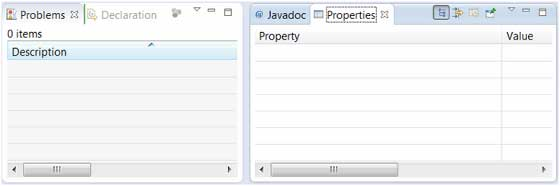 Problems Declaration
0 items
Description
@ Javadoc Properties
Property Value